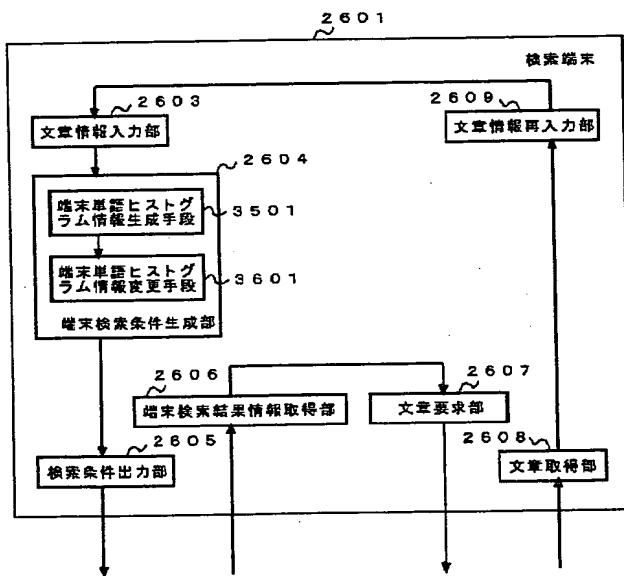 2601
検索端末
2603
2609
文章情報入力部
文章情報再入力部
2604
端末単語ヒストグ
ラム情報生成手段
3501
端末単語ヒストグ
ラム情報変更手段
3601
端末検索条件生成部
2606
2607
端末検索結果情報取得部
文章要求部
2605
2608
検索条件出力部
文章取得部